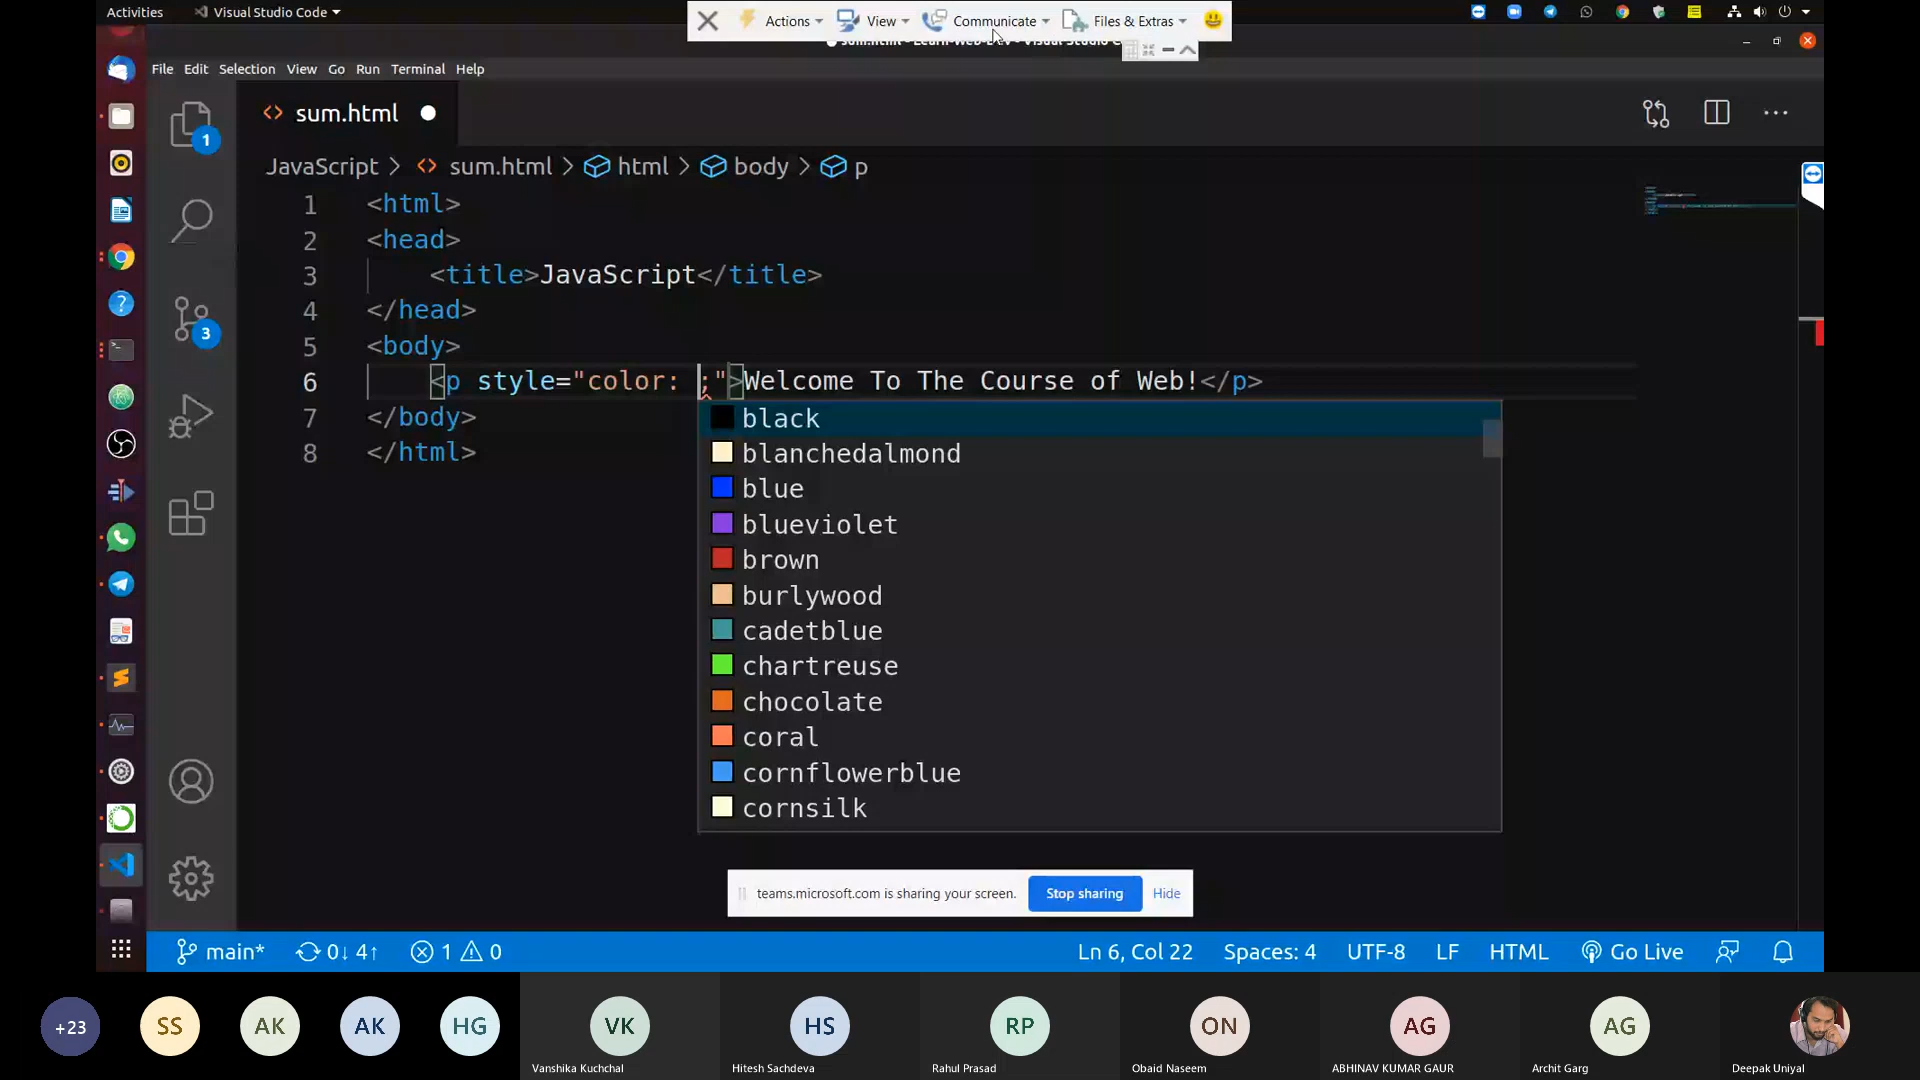 Activities Visual Studio Code
Actions View Communicate Files & Extras
File Edit Selection View Go Run Terminal Help
sum.html
JavaScript > sum.html > html > body > p
1 <html>
2 <head>
3 <title>JavaScript</title>
4 </head>
5 <body>
6 <p style="color: ;">Welcome To The Course of Web!</p>
7 </body>
8 </html>
black
blanchedalmond
blue
blueviolet
brown
burlywood
cadetblue
chartreuse
chocolate
coral
cornflowerblue
cornsilk
1
3
teams.microsoft.com is sharing your screen. Stop sharing Hide
main* 0↓ 4↑ 1 0 Ln 6, Col 22 Spaces: 4 UTF-8 LF HTML Go Live
+23 SS AK AK HG VK HS RP ON AG AG
Vanshika Kuchchal Hitesh Sachdeva Rahul Prasad Obaid Naseem ABHINAV KUMAR GAUR Archit Garg Deepak Uniyal